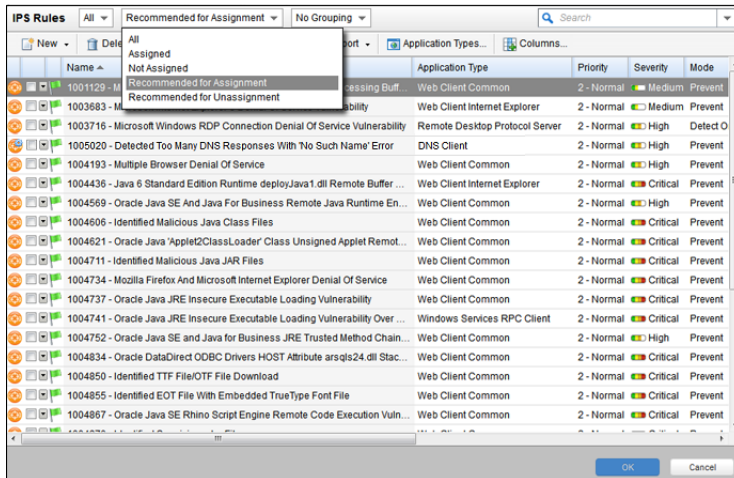 IPS Rules All Recommended for Assignment No Grouping Search
New Dele ort Application Types... Columns...
All
Assigned
Not Assigned
Recommended for Assignment
Recommended for Unassignment
Name Application Type Priority Severity Mode
1001129 - M cessing Buff... Web Client Common 2 - Normal Medium Prevent
1003683 - M ability Web Client Internet Explorer 2 - Normal Medium Prevent
1003716 - Microsoft Windows RDP Connection Denial Of Service Vulnerability Remote Desktop Protocol Server 2 - Normal High Detect O
1005020 - Detected Too Many DNS Responses With 'No Such Name' Error DNS Client 2 - Normal High Prevent
1004193 - Multiple Browser Denial Of Service Web Client Common 2 - Normal High Prevent
1004436 - Java 6 Standard Edition Runtime deployJava1.dll Remote Buffer ... Web Client Internet Explorer 2 - Normal Critical Prevent
1004569 - Oracle Java SE And Java For Business Remote Java Runtime En... Web Client Common 2 - Normal High Prevent
1004606 - Identified Malicious Java Class Files Web Client Common 2 - Normal Critical Prevent
1004621 - Oracle Java 'Applet2ClassLoader' Class Unsigned Applet Remot... Web Client Common 2 - Normal Critical Prevent
1004711 - Identified Malicious Java JAR Files Web Client Common 2 - Normal Critical Prevent
1004734 - Mozilla Firefox And Microsoft Internet Explorer Denial Of Service Web Client Common 2 - Normal Critical Prevent
1004737 - Oracle Java JRE Insecure Executable Loading Vulnerability Web Client Common 2 - Normal Critical Prevent
1004741 - Oracle Java JRE Insecure Executable Loading Vulnerability Over ... Windows Services RPC Client 2 - Normal Critical Prevent
1004752 - Oracle Java SE and Java for Business JRE Trusted Method Chain... Web Client Common 2 - Normal High Prevent
1004834 - Oracle DataDirect ODBC Drivers HOST Attribute arsqls24.dll Stac... Web Client Common 2 - Normal Critical Prevent
1004850 - Identified TTF File/OTF File Download Web Client Common 2 - Normal Critical Prevent
1004855 - Identified EOT File With Embedded TrueType Font File Web Client Common 2 - Normal Critical Prevent
1004867 - Oracle Java SE Rhino Script Engine Remote Code Execution Vuln... Web Client Common 2 - Normal Critical Prevent
OK Cancel